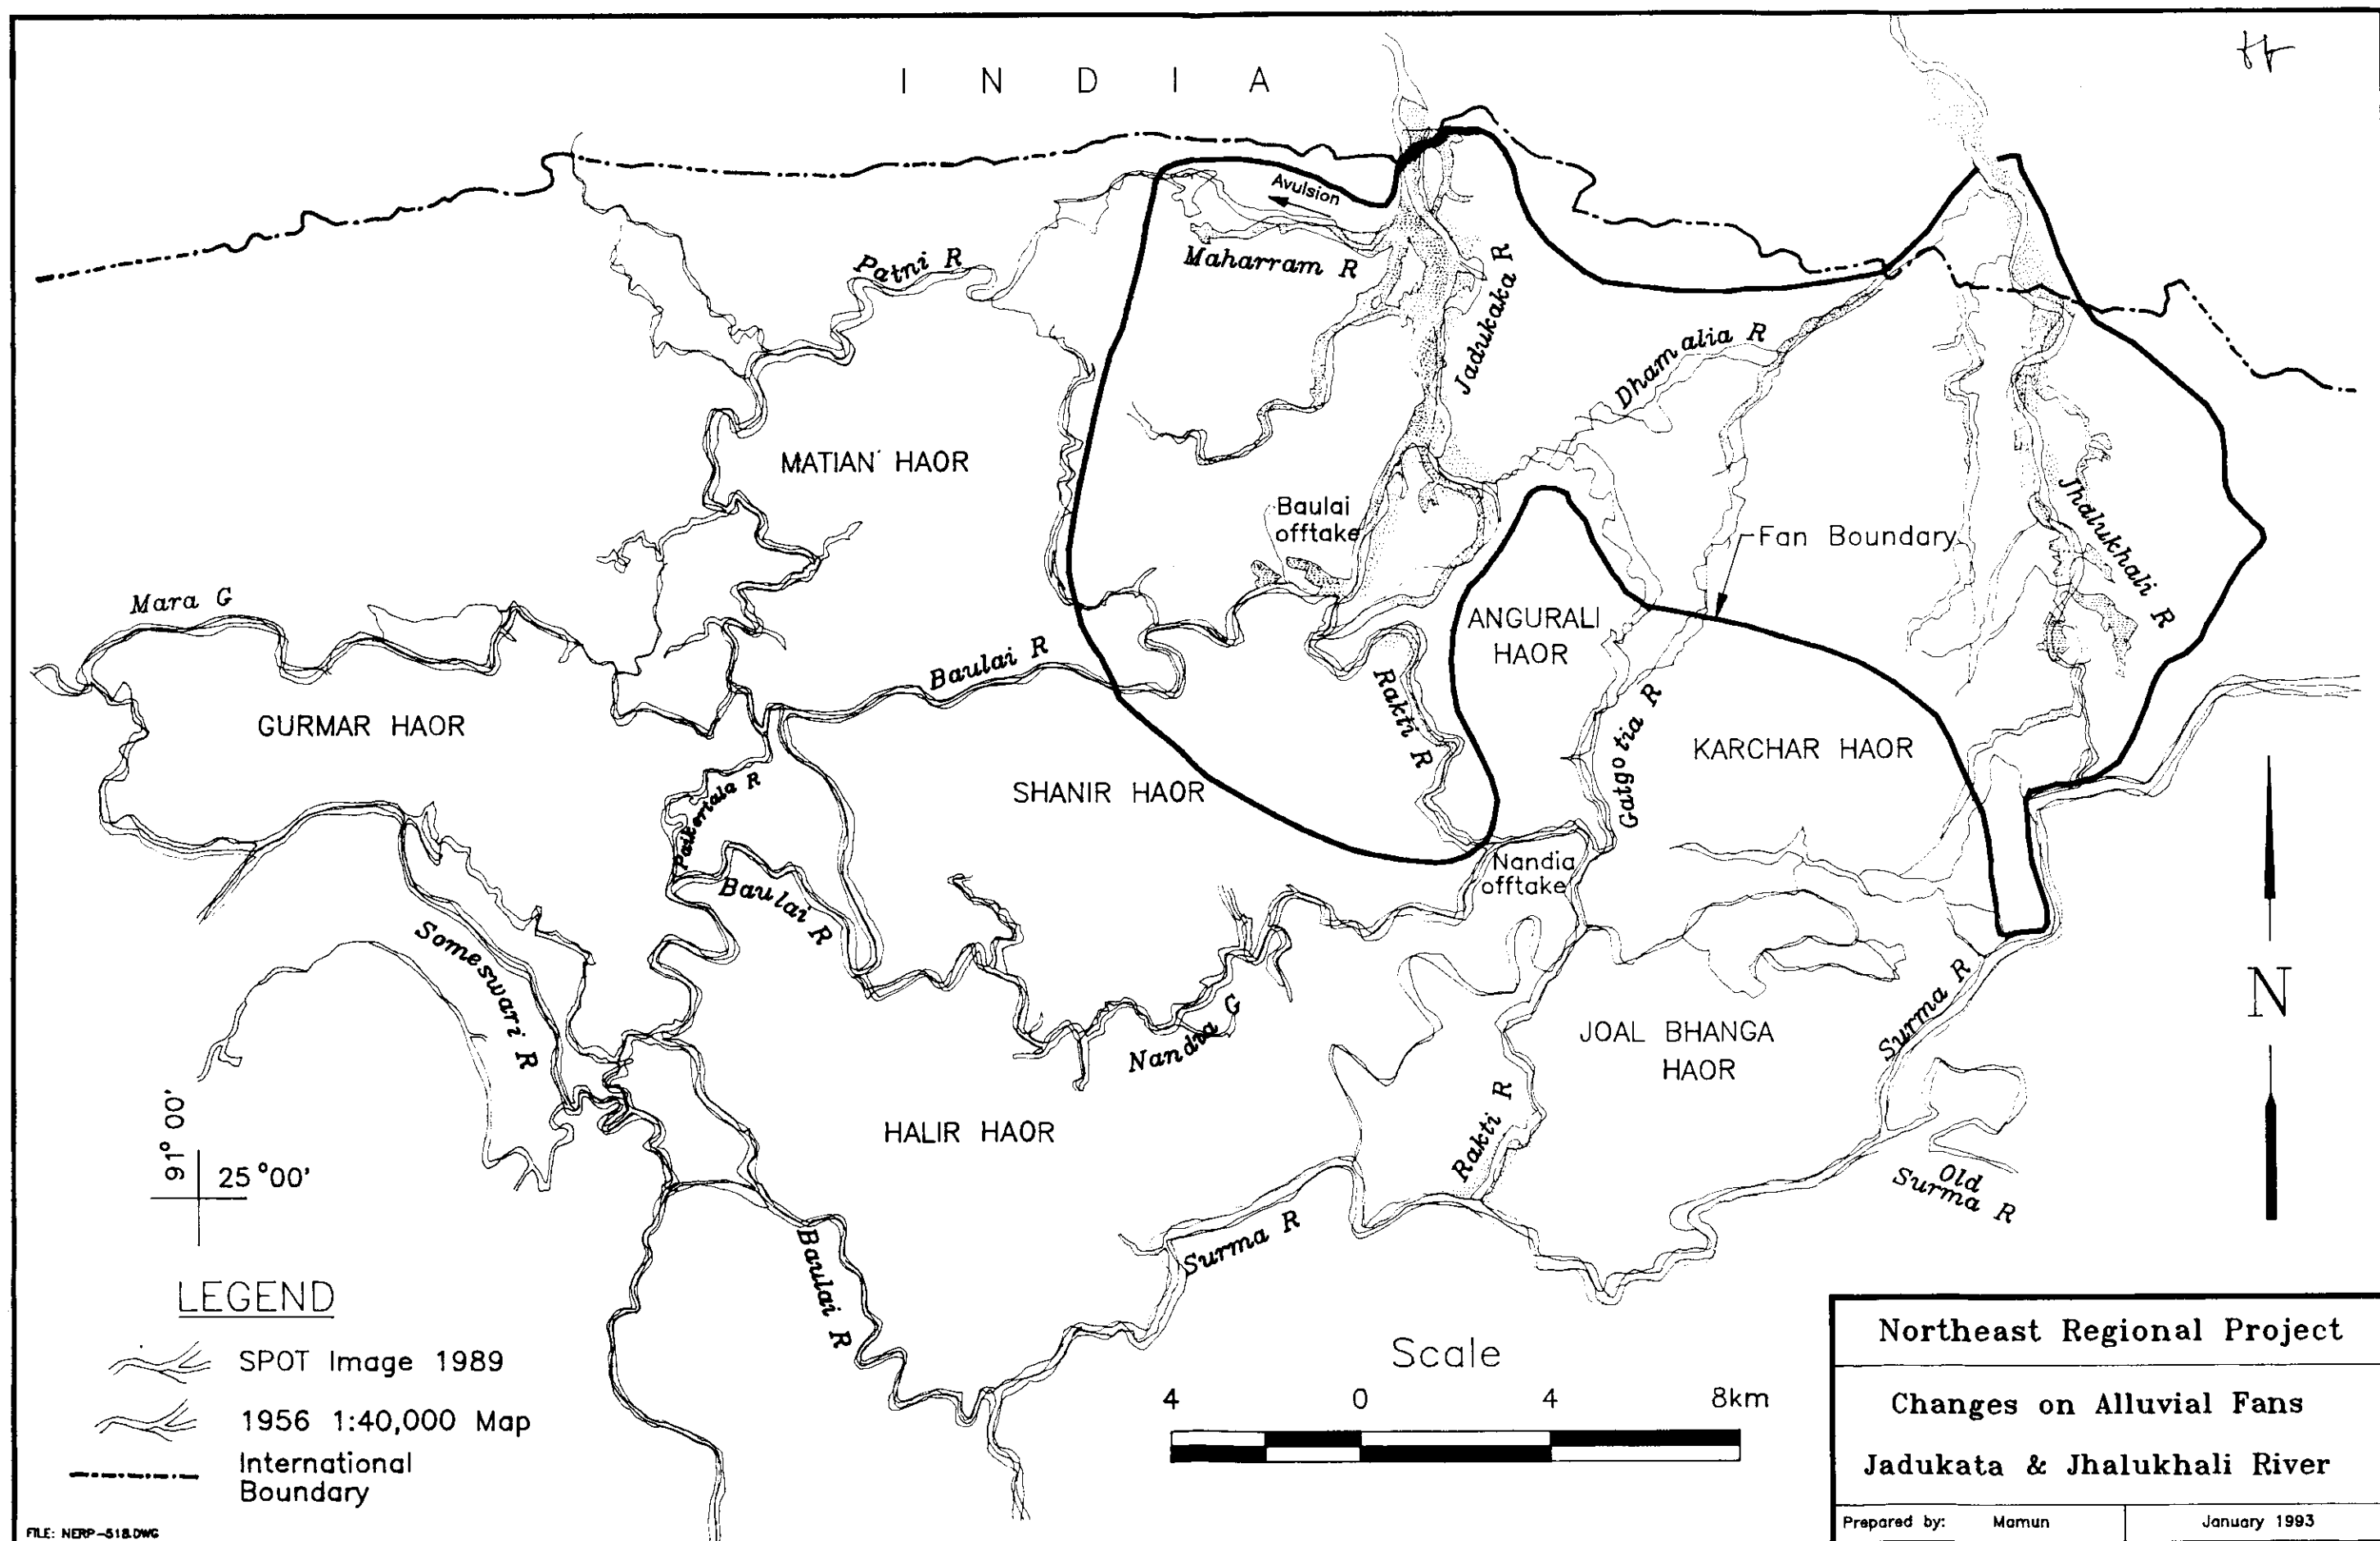 I N D I A
Avulsion
Patni R
Maharram R
Jadukaka R
Dhamalia R
MATIAN HAOR
Baulai
offtake
Fan Boundary
Jhalukhali R
Mara G
ANGURALI
HAOR
Baulai R
Rakti R
Gatgotia R
GURMAR HAOR
KARCHAR HAOR
SHANIR HAOR
Paikertala R
Nandia
offtake
Baulai R
Someswari R
Surma R
N
Nandia G
JOAL BHANGA
HAOR
Rakti R
HALIR HAOR
91° 00'
25°00'
Old
Surma R
Surma R
Baulai R
LEGEND
SPOT Image 1989
1956 1:40,000 Map
International
Boundary
Scale
4 0 4 8km
Northeast Regional Project
Changes on Alluvial Fans
Jadukata & Jhalukhali River
Prepared by: Mamun January 1993
FILE: NERP-518.DWG